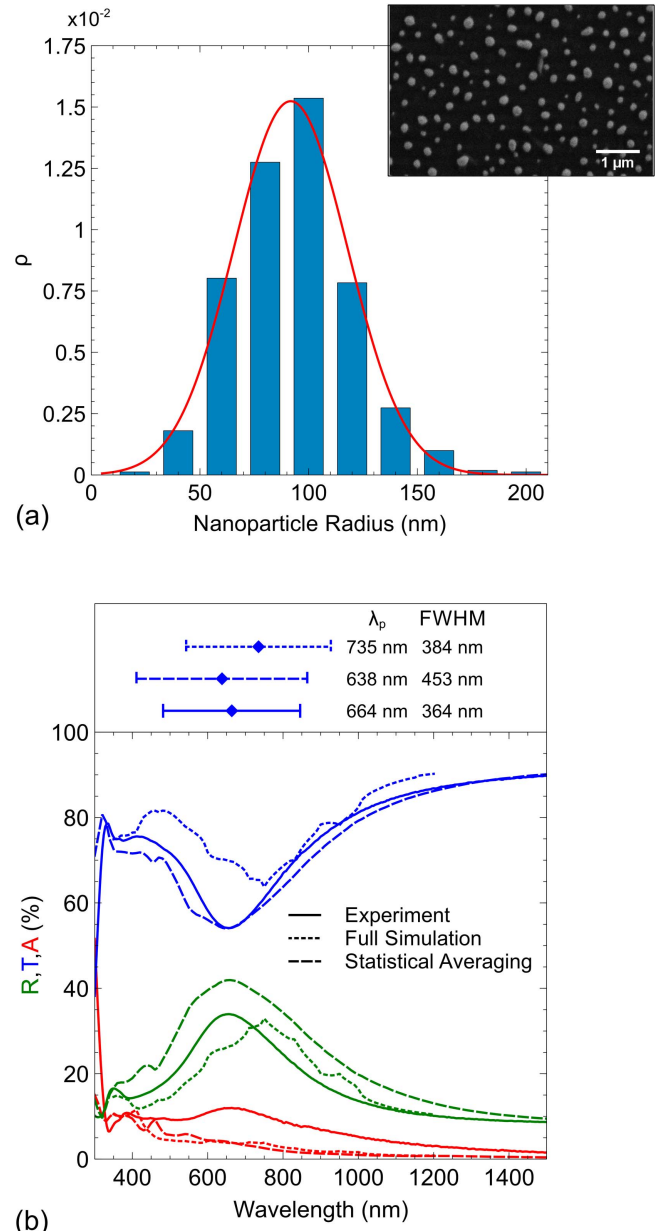 x10⁻²
1.75
1.5
1.25
1
0.75
0.5
0.25
0
ρ
0 50 100 150 200
Nanoparticle Radius (nm)
1 µm
(a)
λp FWHM
735 nm 384 nm
638 nm 453 nm
664 nm 364 nm
100
80
60
40
20
0
R,T,A (%)
Experiment
Full Simulation
Statistical Averaging
400 600 800 1000 1200 1400
Wavelength (nm)
(b)